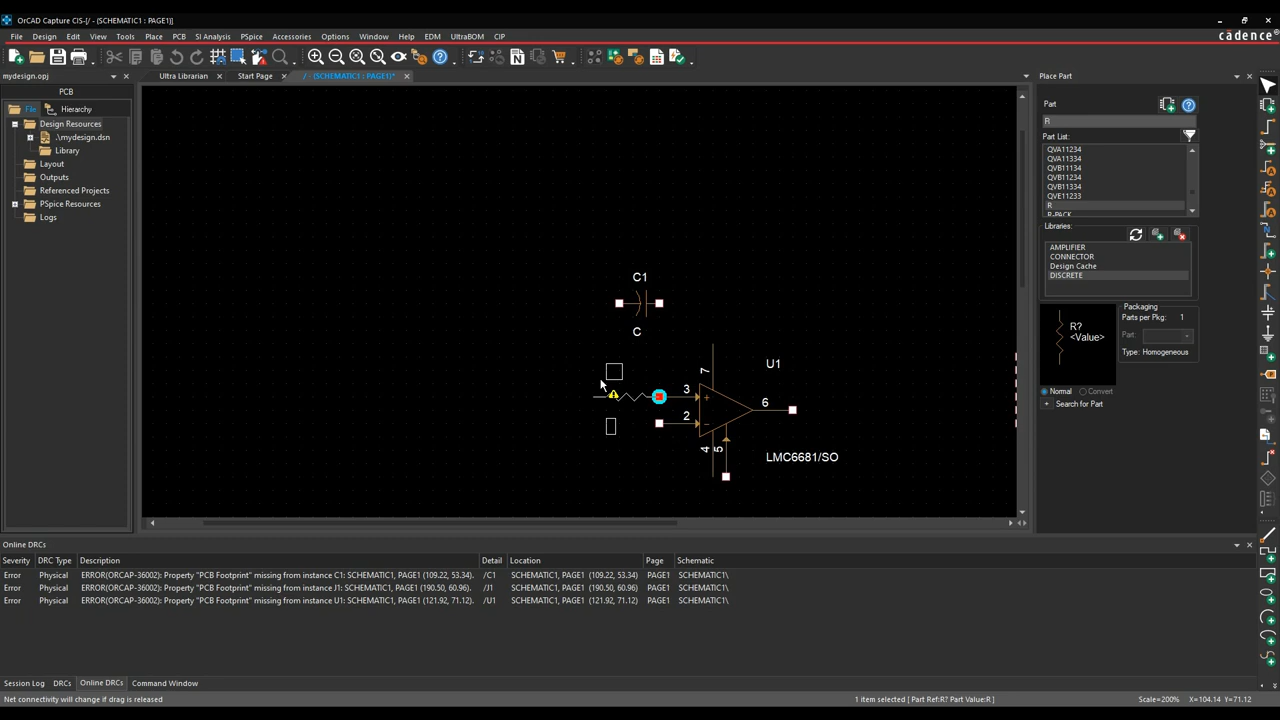 OrCAD Capture CIS-[/ - (SCHEMATIC1 : PAGE1)]
File Design Edit View Tools Place PCB SI Analysis PSpice Accessories Options Window Help EDM UltraBOM CIP
cādence
mydesign.opj
Ultra Librarian
Start Page
/ - (SCHEMATIC1 : PAGE1)*
PCB
File
Hierarchy
Design Resources
.\mydesign.dsn
Library
Layout
Outputs
Referenced Projects
PSpice Resources
Logs
C1
C
U1
7
3
2
6
4
5
LMC6681/SO
Place Part
Part
R
Part List:
QVA11234
QVA11334
QVB11134
QVB11234
QVB11334
QVE11233
R
R-PACK
Libraries:
AMPLIFIER
CONNECTOR
Design Cache
DISCRETE
R?
<Value>
Packaging
Parts per Pkg: 1
Part:
Type: Homogeneous
Normal
Convert
Search for Part
Online DRCs
Severity DRC Type Description Detail Location Page Schematic
Error Physical ERROR(ORCAP-36002): Property "PCB Footprint" missing from instance C1: SCHEMATIC1, PAGE1 (109.22, 53.34). /C1 SCHEMATIC1, PAGE1 (109.22, 53.34) PAGE1 SCHEMATIC1\
Error Physical ERROR(ORCAP-36002): Property "PCB Footprint" missing from instance J1: SCHEMATIC1, PAGE1 (190.50, 60.96). /J1 SCHEMATIC1, PAGE1 (190.50, 60.96) PAGE1 SCHEMATIC1\
Error Physical ERROR(ORCAP-36002): Property "PCB Footprint" missing from instance U1: SCHEMATIC1, PAGE1 (121.92, 71.12). /U1 SCHEMATIC1, PAGE1 (121.92, 71.12) PAGE1 SCHEMATIC1\
Session Log DRCs Online DRCs Command Window
Net connectivity will change if drag is released
1 item selected [ Part Ref:R? Part Value:R ]
Scale=200%
X=104.14 Y=71.12